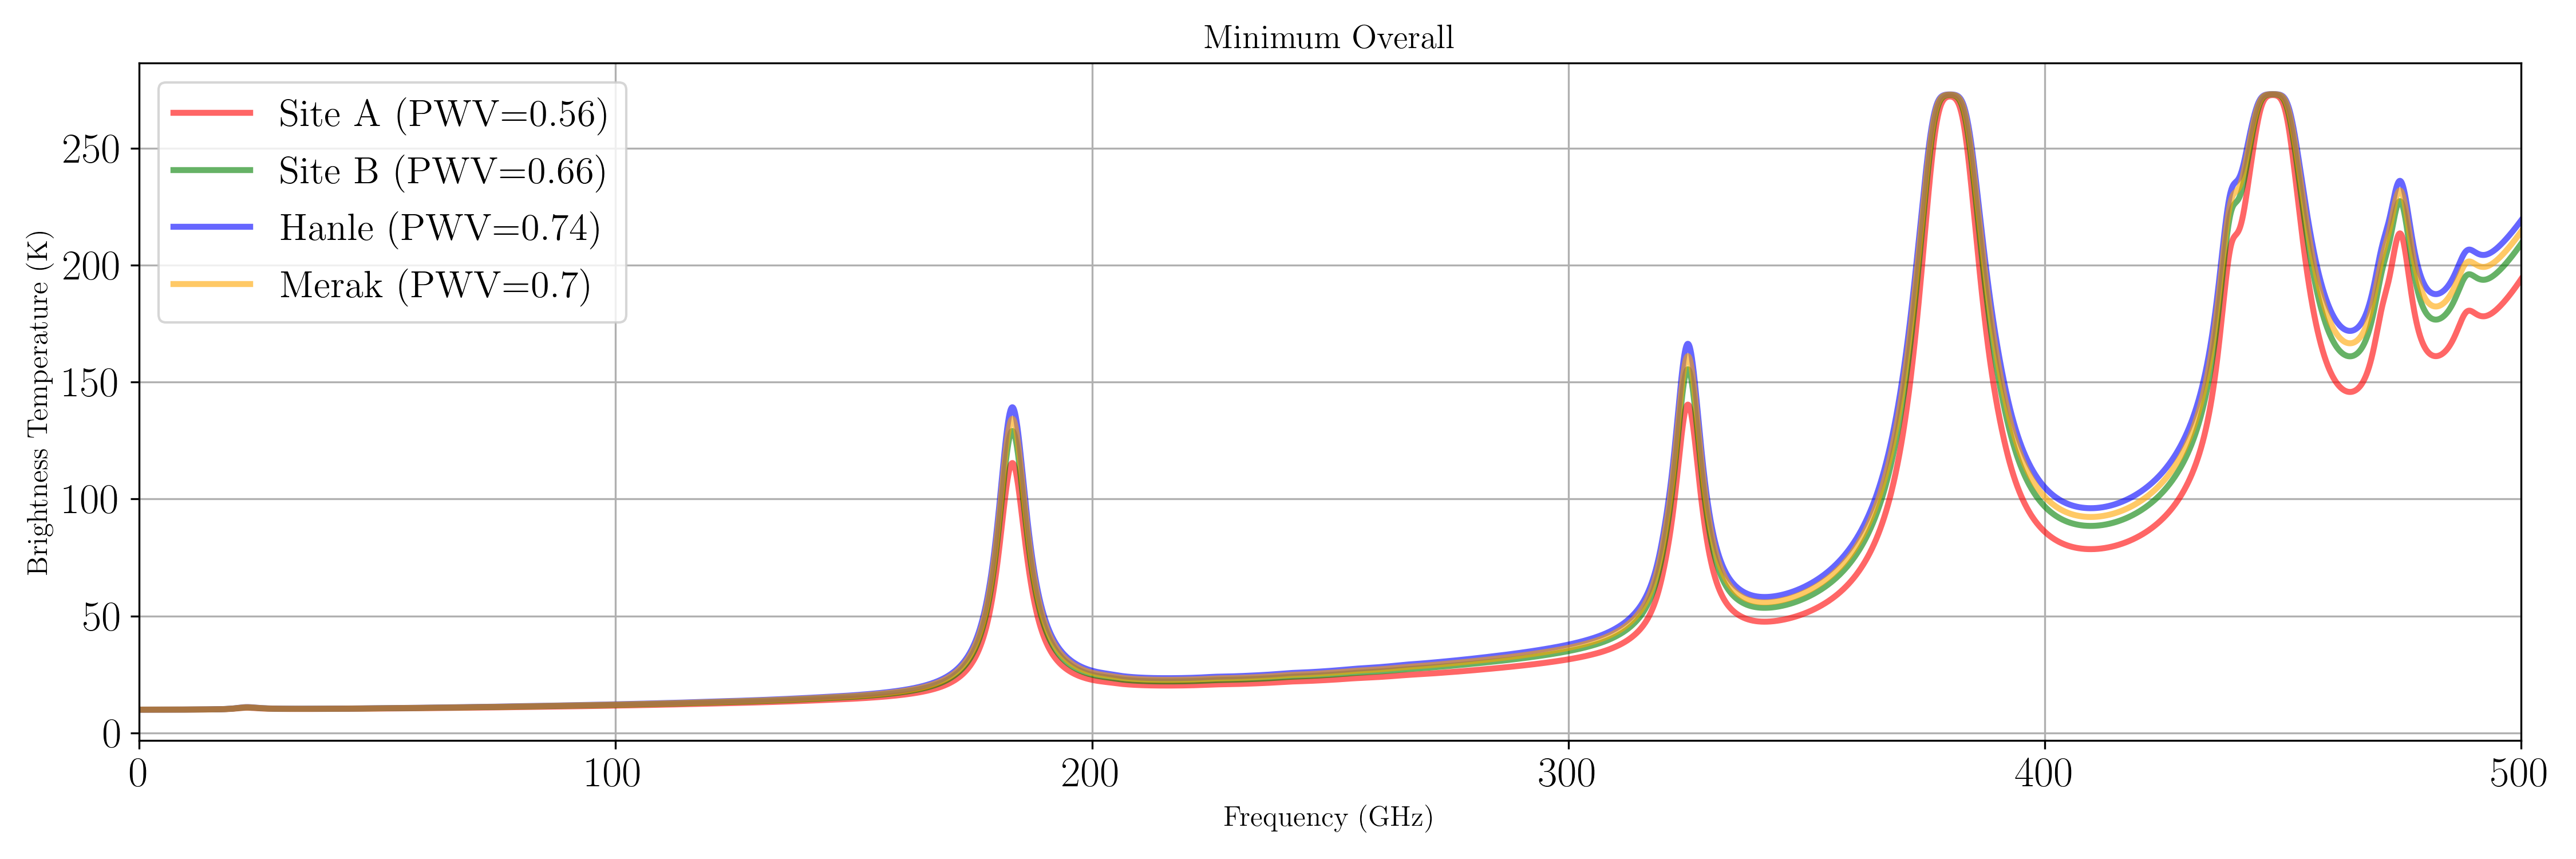 Minimum Overall
Site A (PWV=0.56)
Site B (PWV=0.66)
Hanle (PWV=0.74)
Merak (PWV=0.7)
Brightness Temperature (K)
250
200
150
100
50
0
0 100 200 300 400 500
Frequency (GHz)